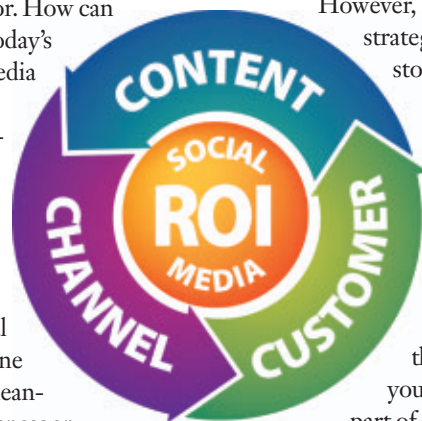 or. How can
oday's
edia
-
l
ne
ean-
However,
strateg
sto
th
you
part of
CONTENT
SOCIAL
ROI
MEDIA
CHANNEL
CUSTOMER